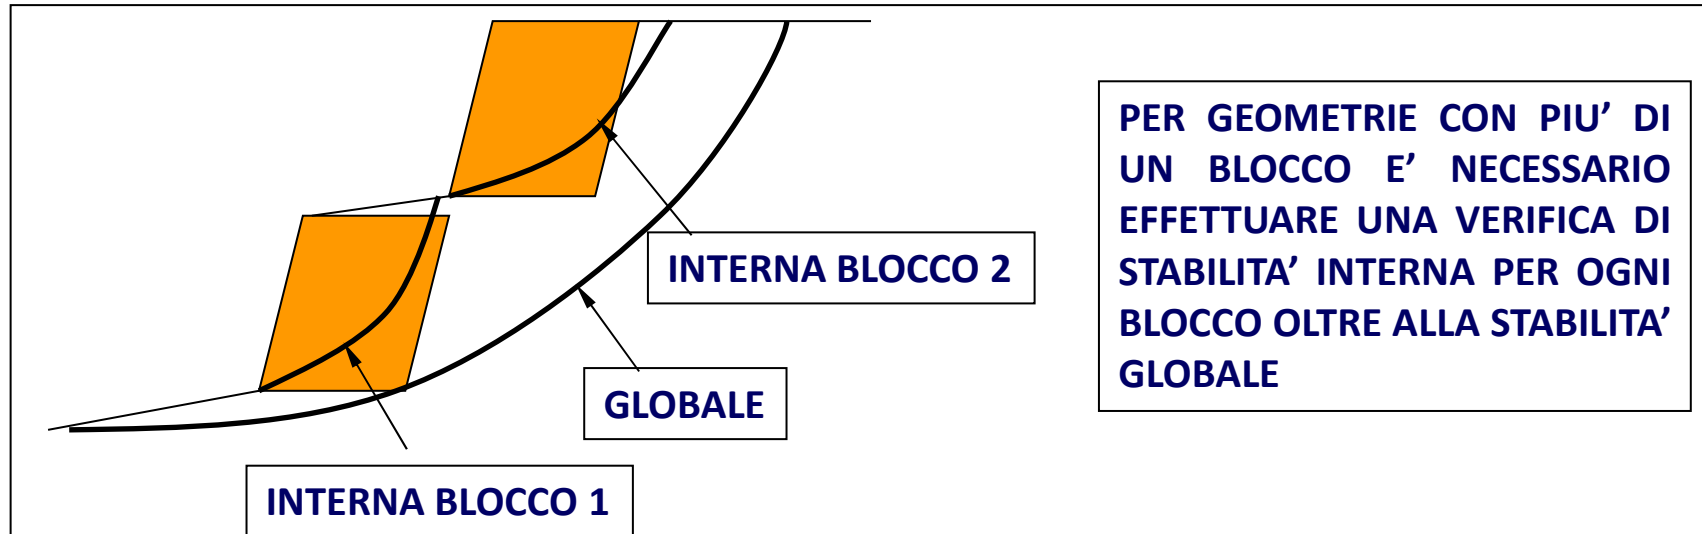 PER GEOMETRIE CON PIU' DI
UN BLOCCO E' NECESSARIO
EFFETTUARE UNA VERIFICA DI
STABILITA' INTERNA PER OGNI
BLOCCO OLTRE ALLA STABILITA'
GLOBALE
INTERNA BLOCCO 2
GLOBALE
INTERNA BLOCCO 1